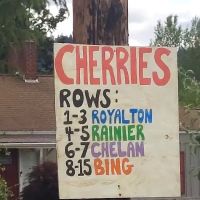 CHERRIES
ROWS:
1-3 ROYALTON
4-5 RAINIER
6-7 CHELAN
8-15 BING